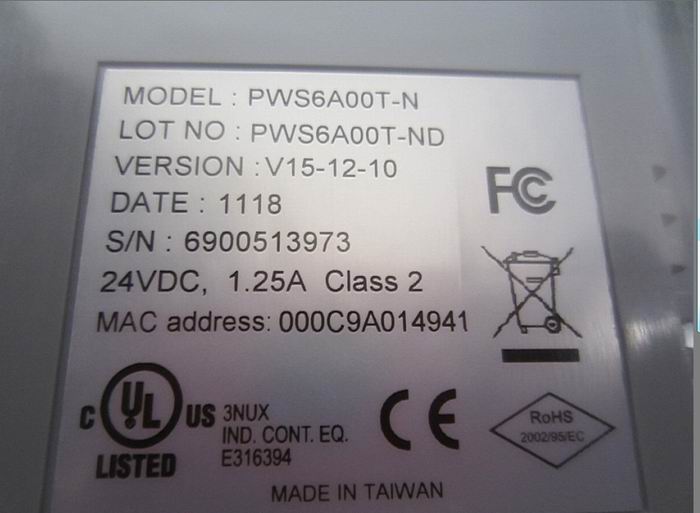 MODEL : PWS6A00T-N
LOT NO : PWS6A00T-ND
VERSION : V15-12-10
DATE : 1118
S/N : 6900513973
24VDC, 1.25A Class 2
MAC address: 000C9A014941
FC
C UL US
LISTED
3NUX
IND. CONT. EQ.
E316394
CE
RoHS
2002/95/EC
MADE IN TAIWAN